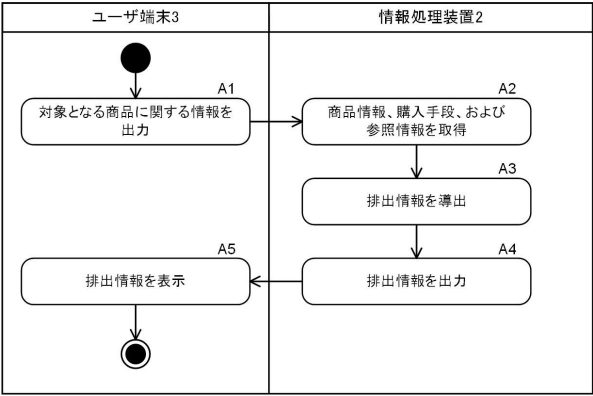 ユーザ端末3
情報処理装置2
A1
対象となる商品に関する情報を
出力
A2
商品情報、購入手段、および
参照情報を取得
A3
排出情報を導出
A4
排出情報を出力
A5
排出情報を表示